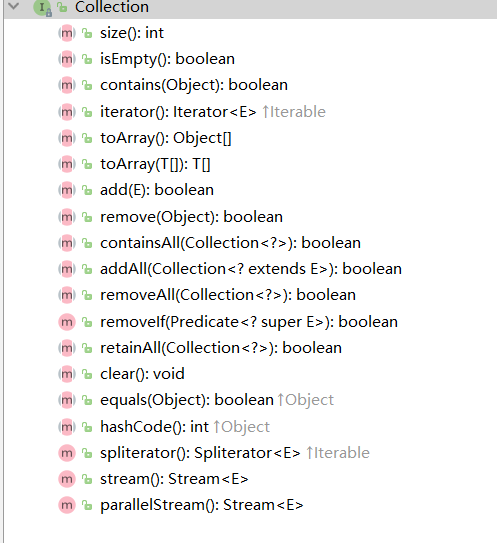 Collection
size(): int
isEmpty(): boolean
contains(Object): boolean
iterator(): Iterator<E> ↑Iterable
toArray(): Object[]
toArray(T[]): T[]
add(E): boolean
remove(Object): boolean
containsAll(Collection<?>): boolean
addAll(Collection<? extends E>): boolean
removeAll(Collection<?>): boolean
removeIf(Predicate<? super E>): boolean
retainAll(Collection<?>): boolean
clear(): void
equals(Object): boolean ↑Object
hashCode(): int ↑Object
spliterator(): Spliterator<E> ↑Iterable
stream(): Stream<E>
parallelStream(): Stream<E>